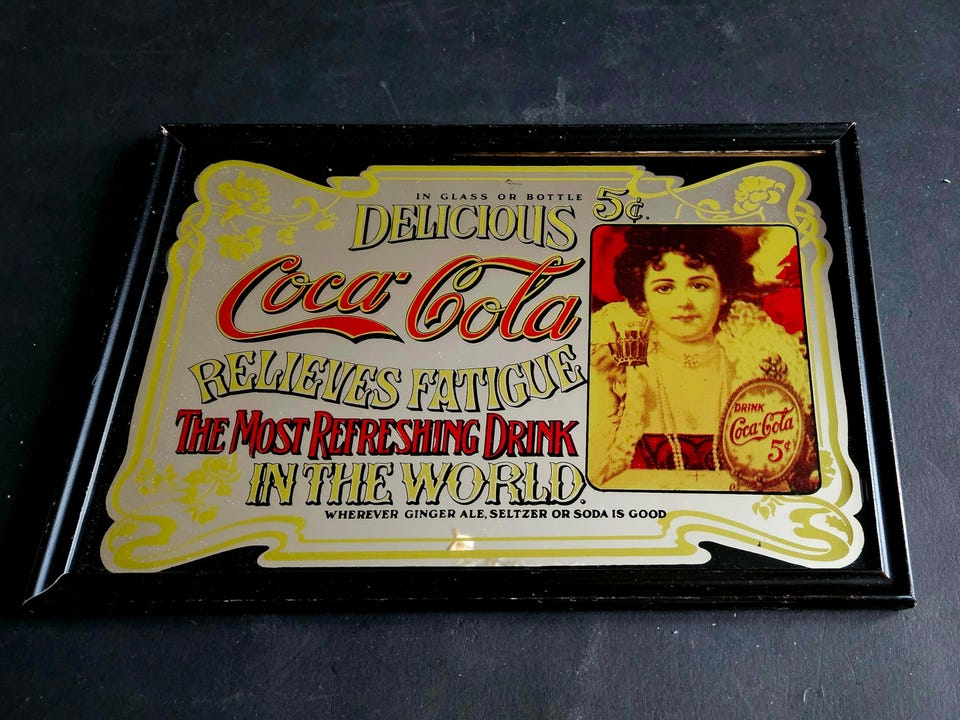 IN GLASS OR BOTTLE 5¢.
DELICIOUS
Coca-Cola
RELIEVES FATIGUE
THE MOST REFRESHING DRINK
IN THE WORLD.
WHEREVER GINGER ALE, SELTZER OR SODA IS GOOD
DRINK
Coca-Cola
5¢